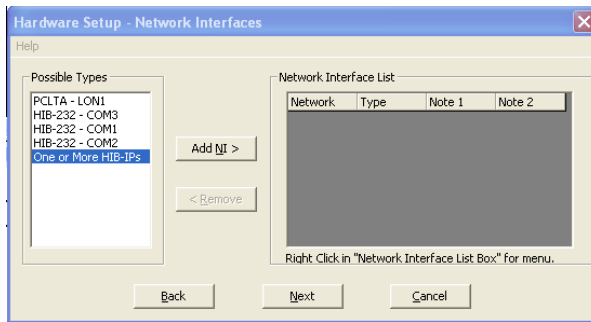 Hardware Setup - Network Interfaces
Help
Possible Types
PCLTA - LON1
HIB-232 - COM3
HIB-232 - COM1
HIB-232 - COM2
One or More HIB-IPs
Add NI >
< Remove
Network Interface List
Network Type Note 1 Note 2
Right Click in "Network Interface List Box" for menu.
Back Next Cancel